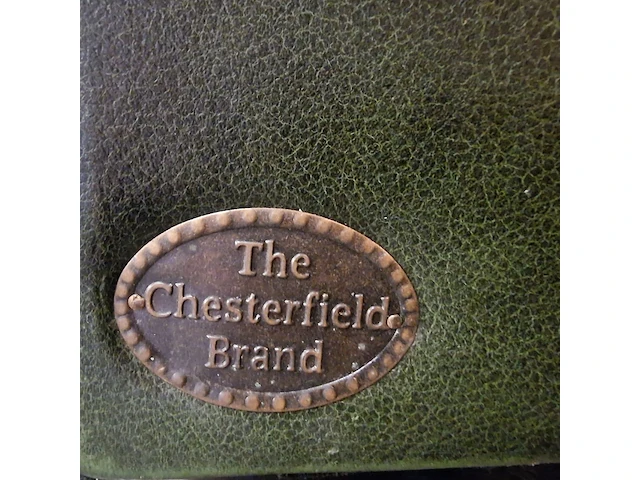 The
Chesterfield
Brand